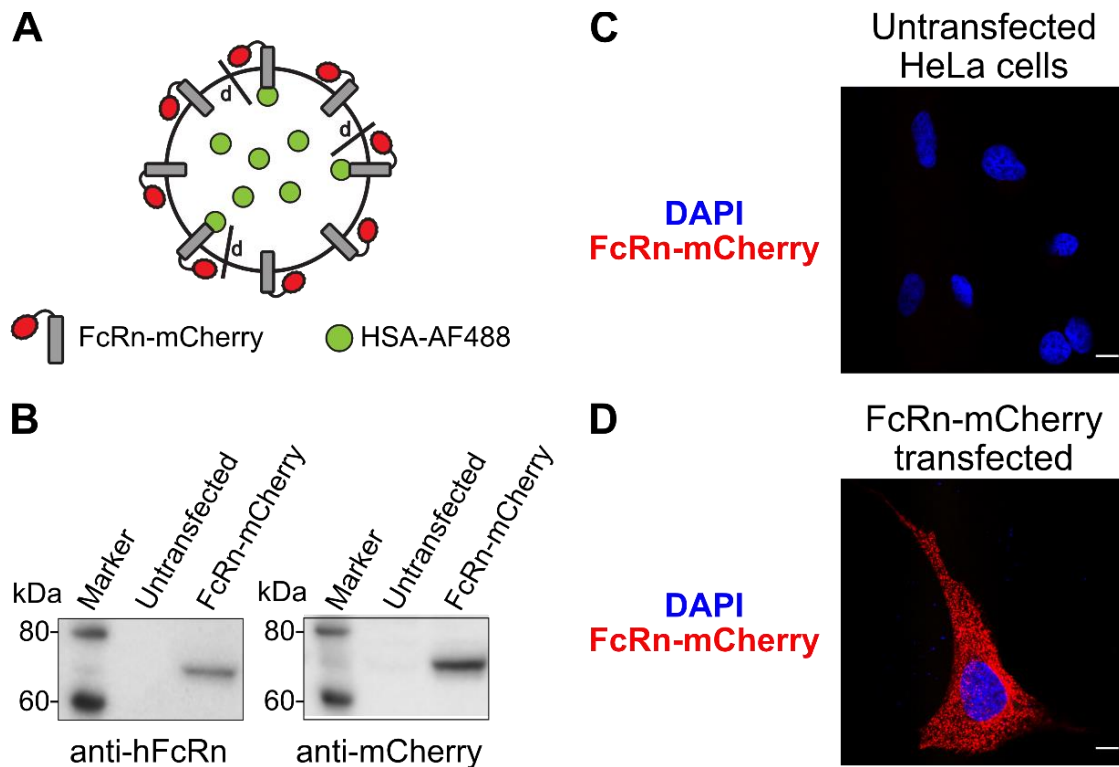 A
d
d
d
FcRn-mCherry
HSA-AF488
B
kDa
Marker
Untransfected
FcRn-mCherry
80-
60-
anti-hFcRn
kDa
Marker
Untransfected
FcRn-mCherry
80-
60-
anti-mCherry
C
Untransfected
HeLa cells
DAPI
FcRn-mCherry
D
FcRn-mCherry
transfected
DAPI
FcRn-mCherry